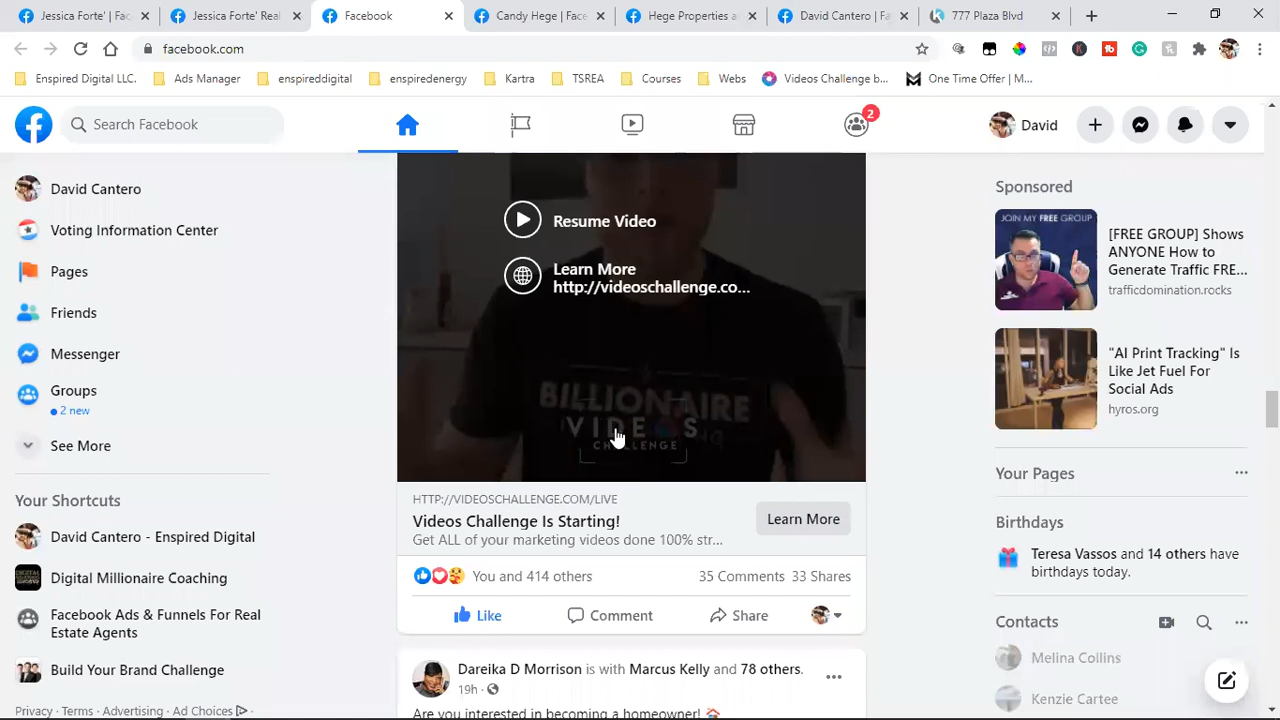 Jessica Forte' | Fac
Jessica Forte' Real
Facebook
Candy Hege | Face
Hege Properties a
David Cantero | Fa
777 Plaza Blvd
facebook.com
Enspired Digital LLC.
Ads Manager
enspireddigital
enspiredenergy
Kartra
TSREA
Courses
Webs
Videos Challenge b...
One Time Offer | M...
Search Facebook
2
David
David Cantero
Voting Information Center
Pages
Friends
Messenger
Groups
2 new
See More
Your Shortcuts
David Cantero - Enspired Digital
Digital Millionaire Coaching
Facebook Ads & Funnels For Real
Estate Agents
Build Your Brand Challenge
Privacy · Terms · Advertising · Ad Choices ·
Resume Video
Learn More
http://videoschallenge.co...
BILLIONAIRE
VIDEOS
CHALLENGE
HTTP://VIDEOSCHALLENGE.COM/LIVE
Videos Challenge Is Starting!
Get ALL of your marketing videos done 100% str...
Learn More
You and 414 others
35 Comments 33 Shares
Like
Comment
Share
Dareika D Morrison is with Marcus Kelly and 78 others.
19h ·
Are you interested in becoming a homeowner!
Sponsored
JOIN MY FREE GROUP
[FREE GROUP] Shows
ANYONE How to
Generate Traffic FRE...
trafficdomination.rocks
"AI Print Tracking" Is
Like Jet Fuel For
Social Ads
hyros.org
Your Pages
Birthdays
Teresa Vassos and 14 others have
birthdays today.
Contacts
Melina Collins
Kenzie Cartee